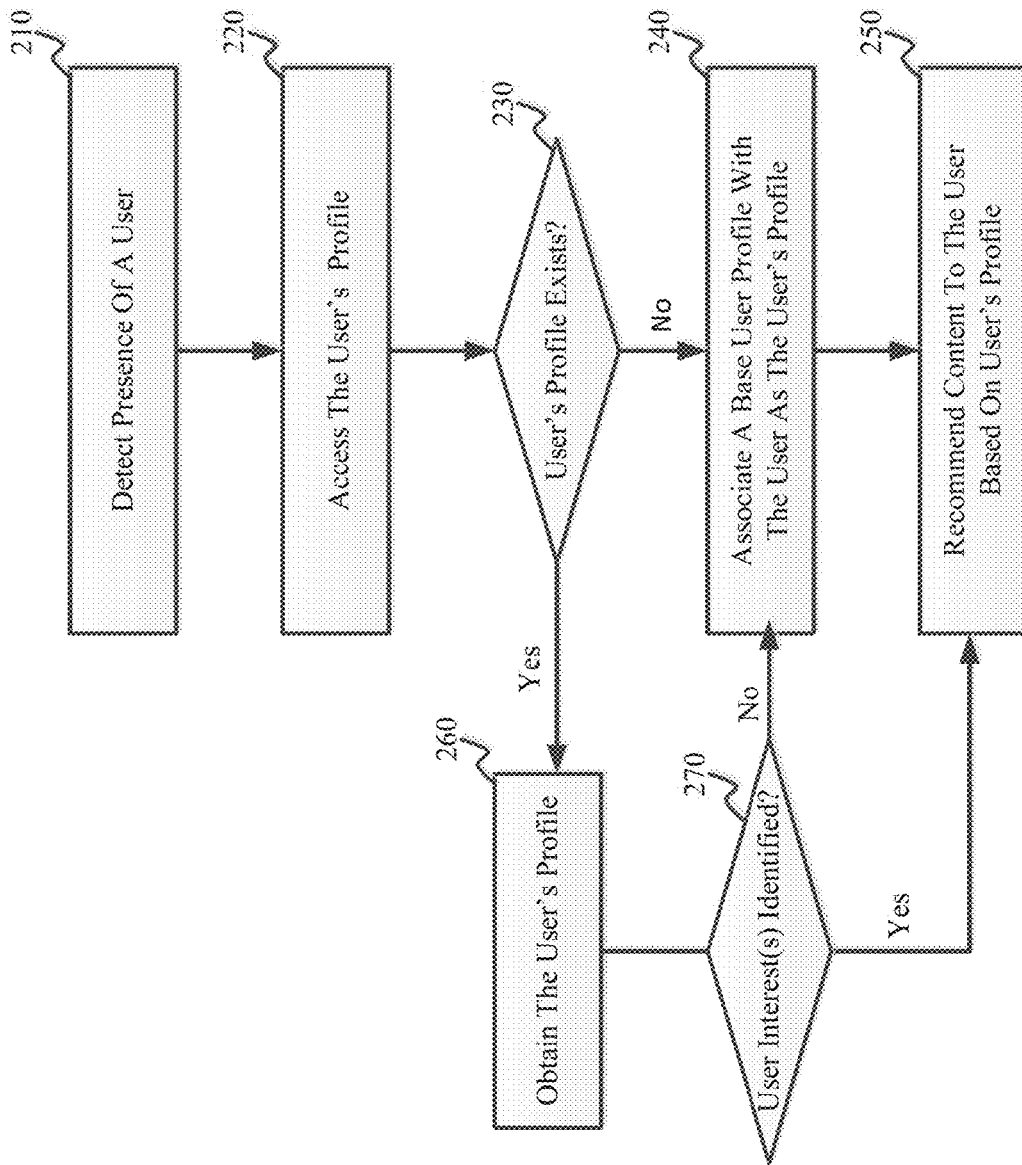 210
Detect Presence Of A User
220
Access The User`s Profile
230
User`s Profile Exists?
Yes
No
260
Obtain The User`s Profile
270
User Interest(s) Identified?
No
Yes
240
Associate A Base User Profile With
The User As The User`s Profile
250
Recommend Content To The User
Based On User`s Profile